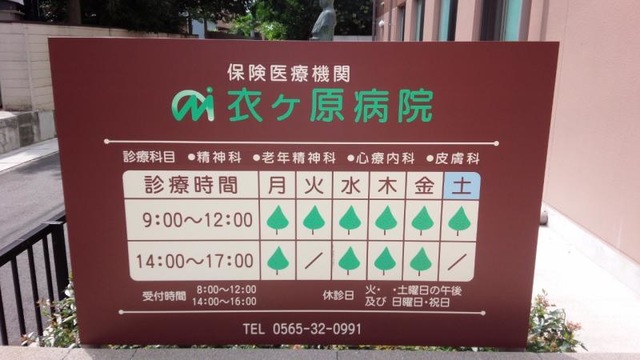 保険医療機関
衣ヶ原病院
診療科目 ●精神科 ●老年精神科 ●心療内科 ●皮膚科
診療時間 月 火 水 木 金 土
9:00〜12:00
14:00〜17:00 ／ ／
受付時間 8:00〜12:00 14:00〜16:00
休診日 火・ ・土曜日の午後 及び 日曜日・祝日
TEL 0565-32-0991